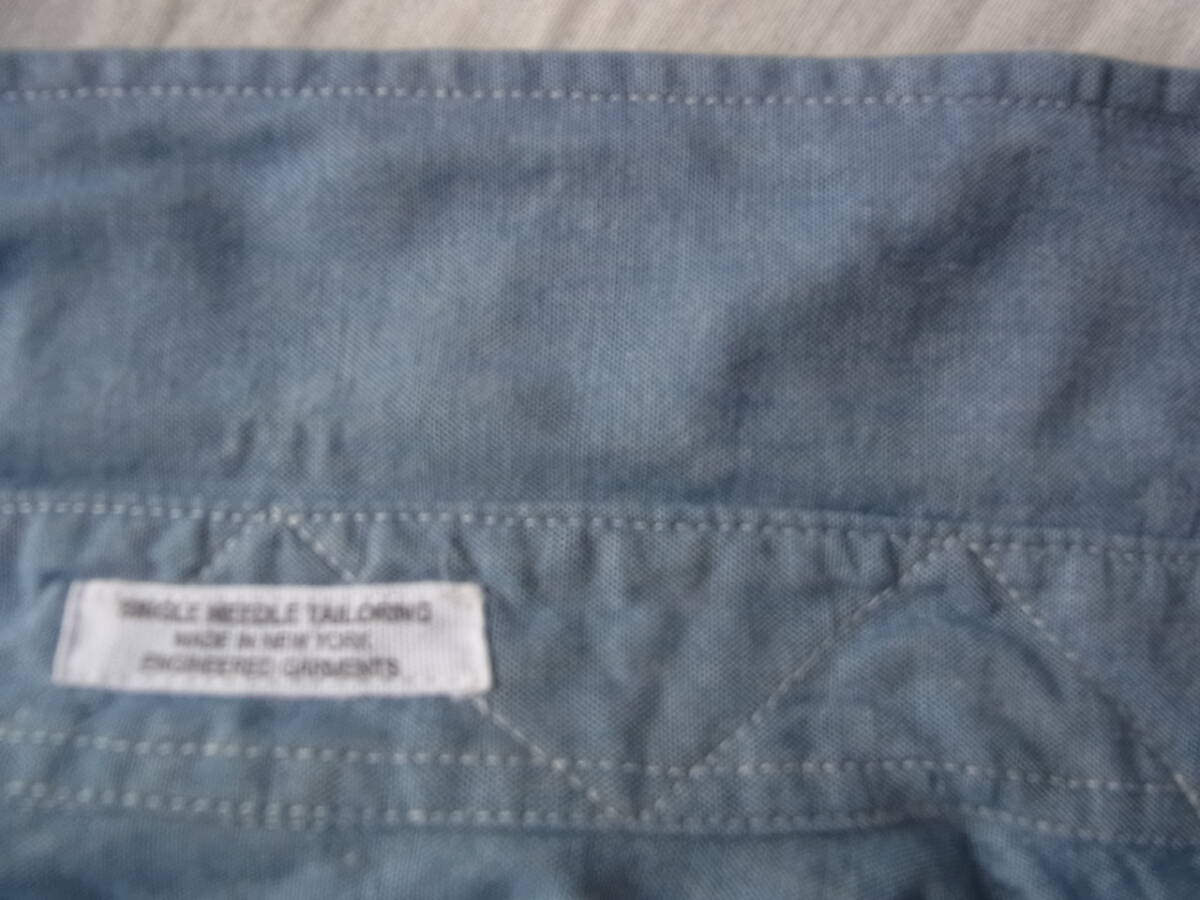 SINGLE NEEDLE TAILORING
MADE IN NEW YORK
ENGINEERED GARMENTS